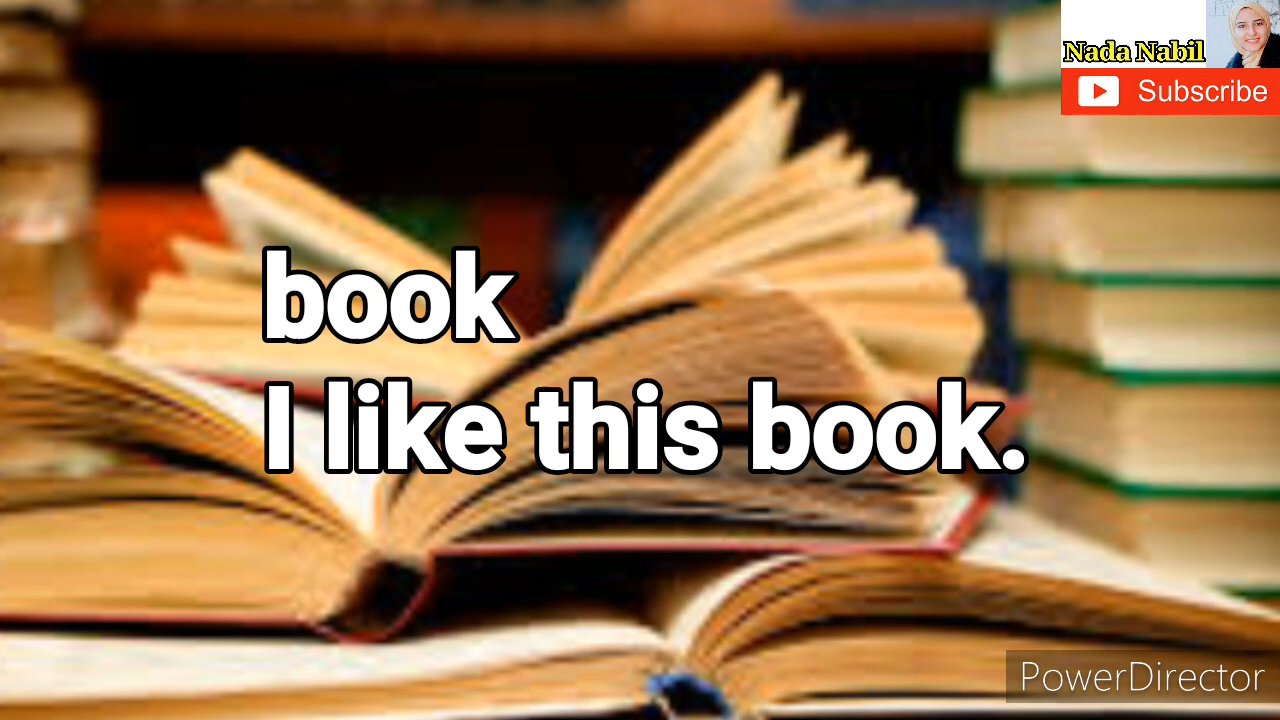 Nada Nabil
Subscribe
book
I like this book.
PowerDirector